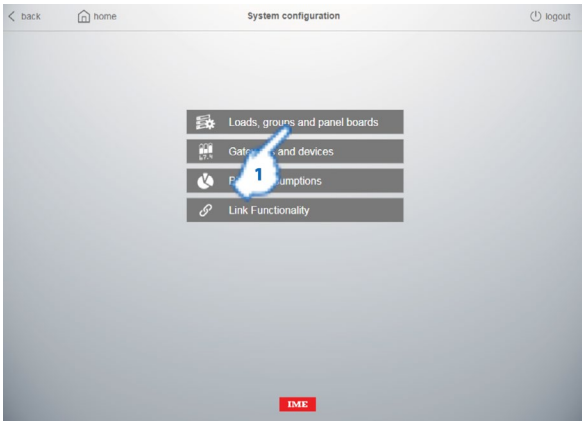 back
home
System configuration
logout
Loads, groups and panel boards
and devices
1
Link Functionality
IME